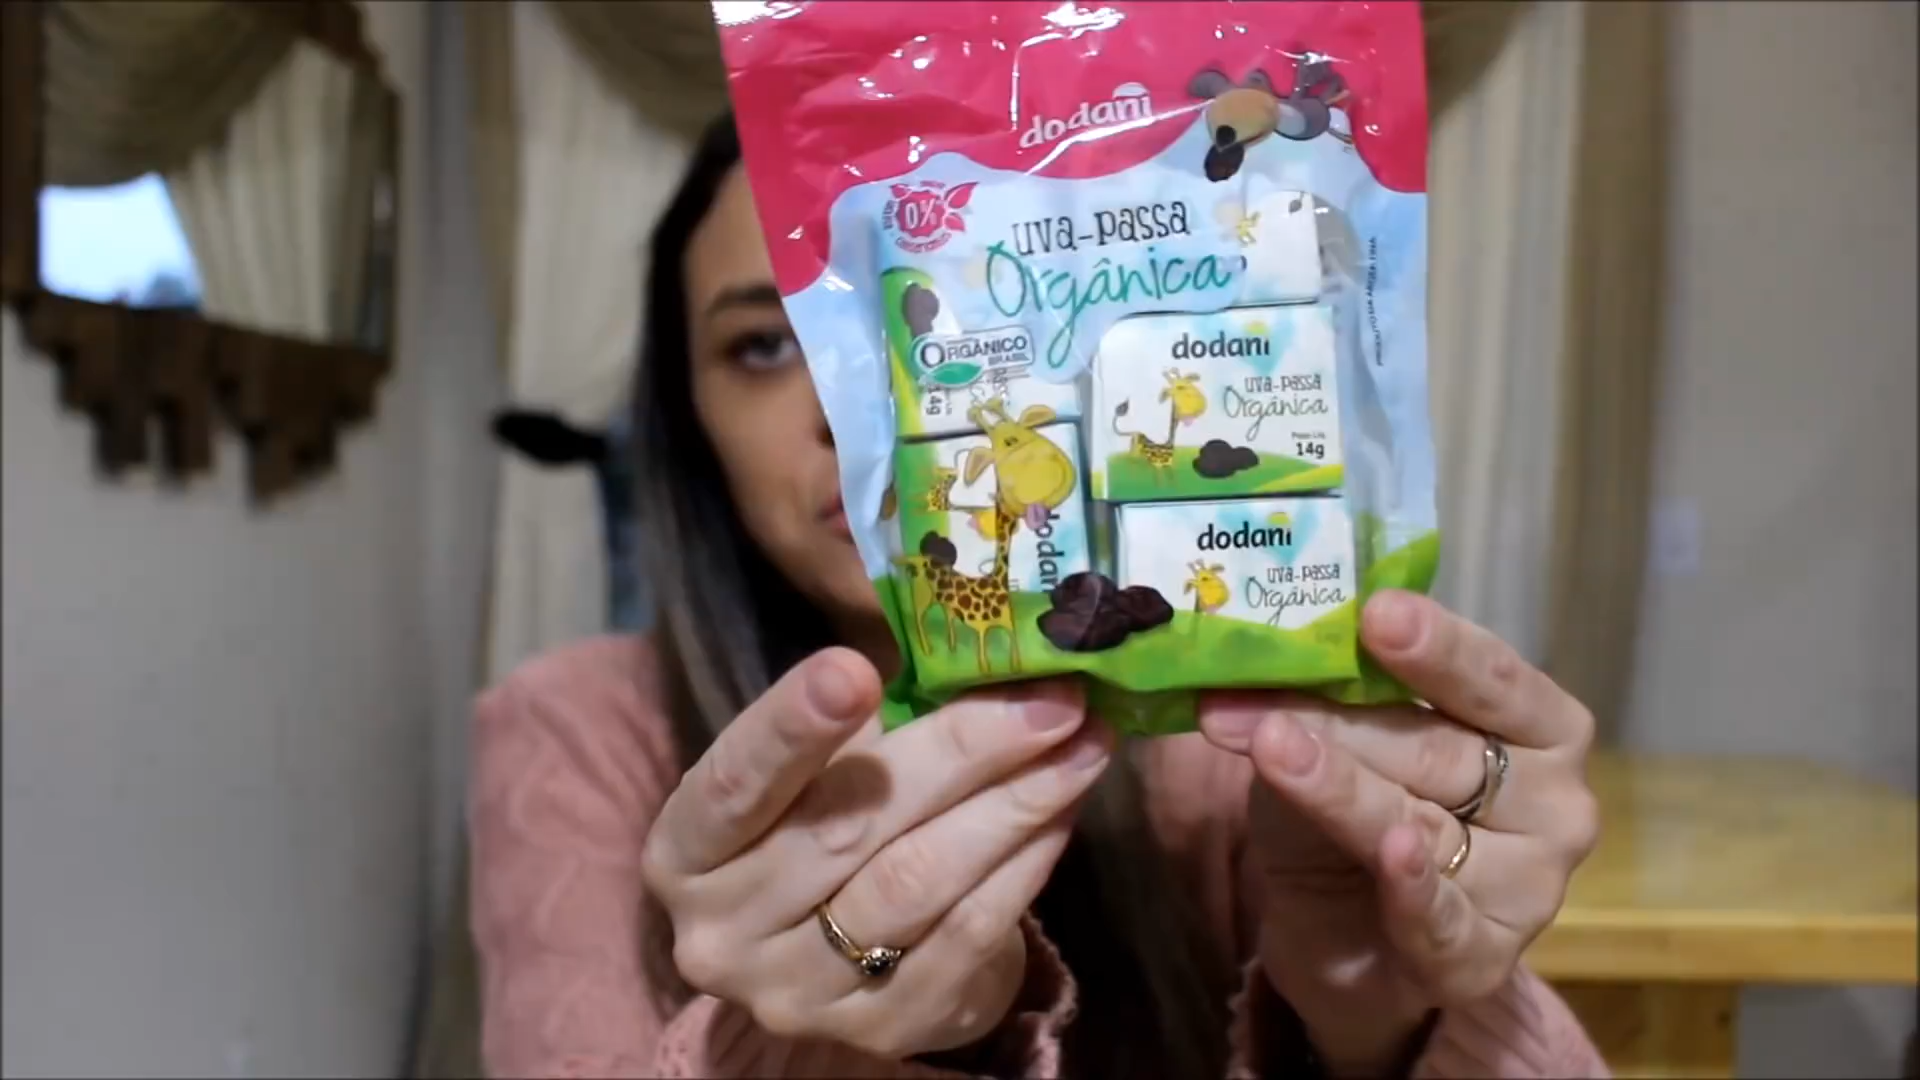 dodani
0%
uva-passa
Orgânica
ORGÂNICO
BRASIL
14g
dodani
uva-passa
Orgânica
14g
dodani
dodani
uva-passa
Orgânica